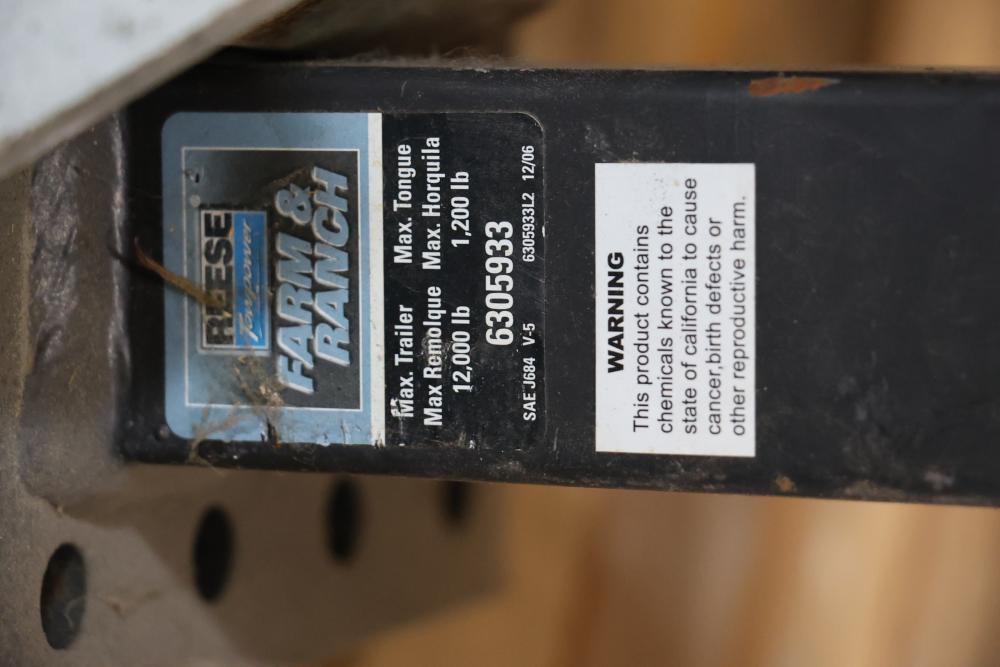 REESE
Towpower
FARM &
RANCH
Max. Trailer Max. Tongue
Max Remolque Max. Horquila
12,000 lb 1,200 lb
6305933
SAE J684 V-5 6305933L2 12/06
WARNING
This product contains
chemicals known to the
state of california to cause
cancer,birth defects or
other reproductive harm.